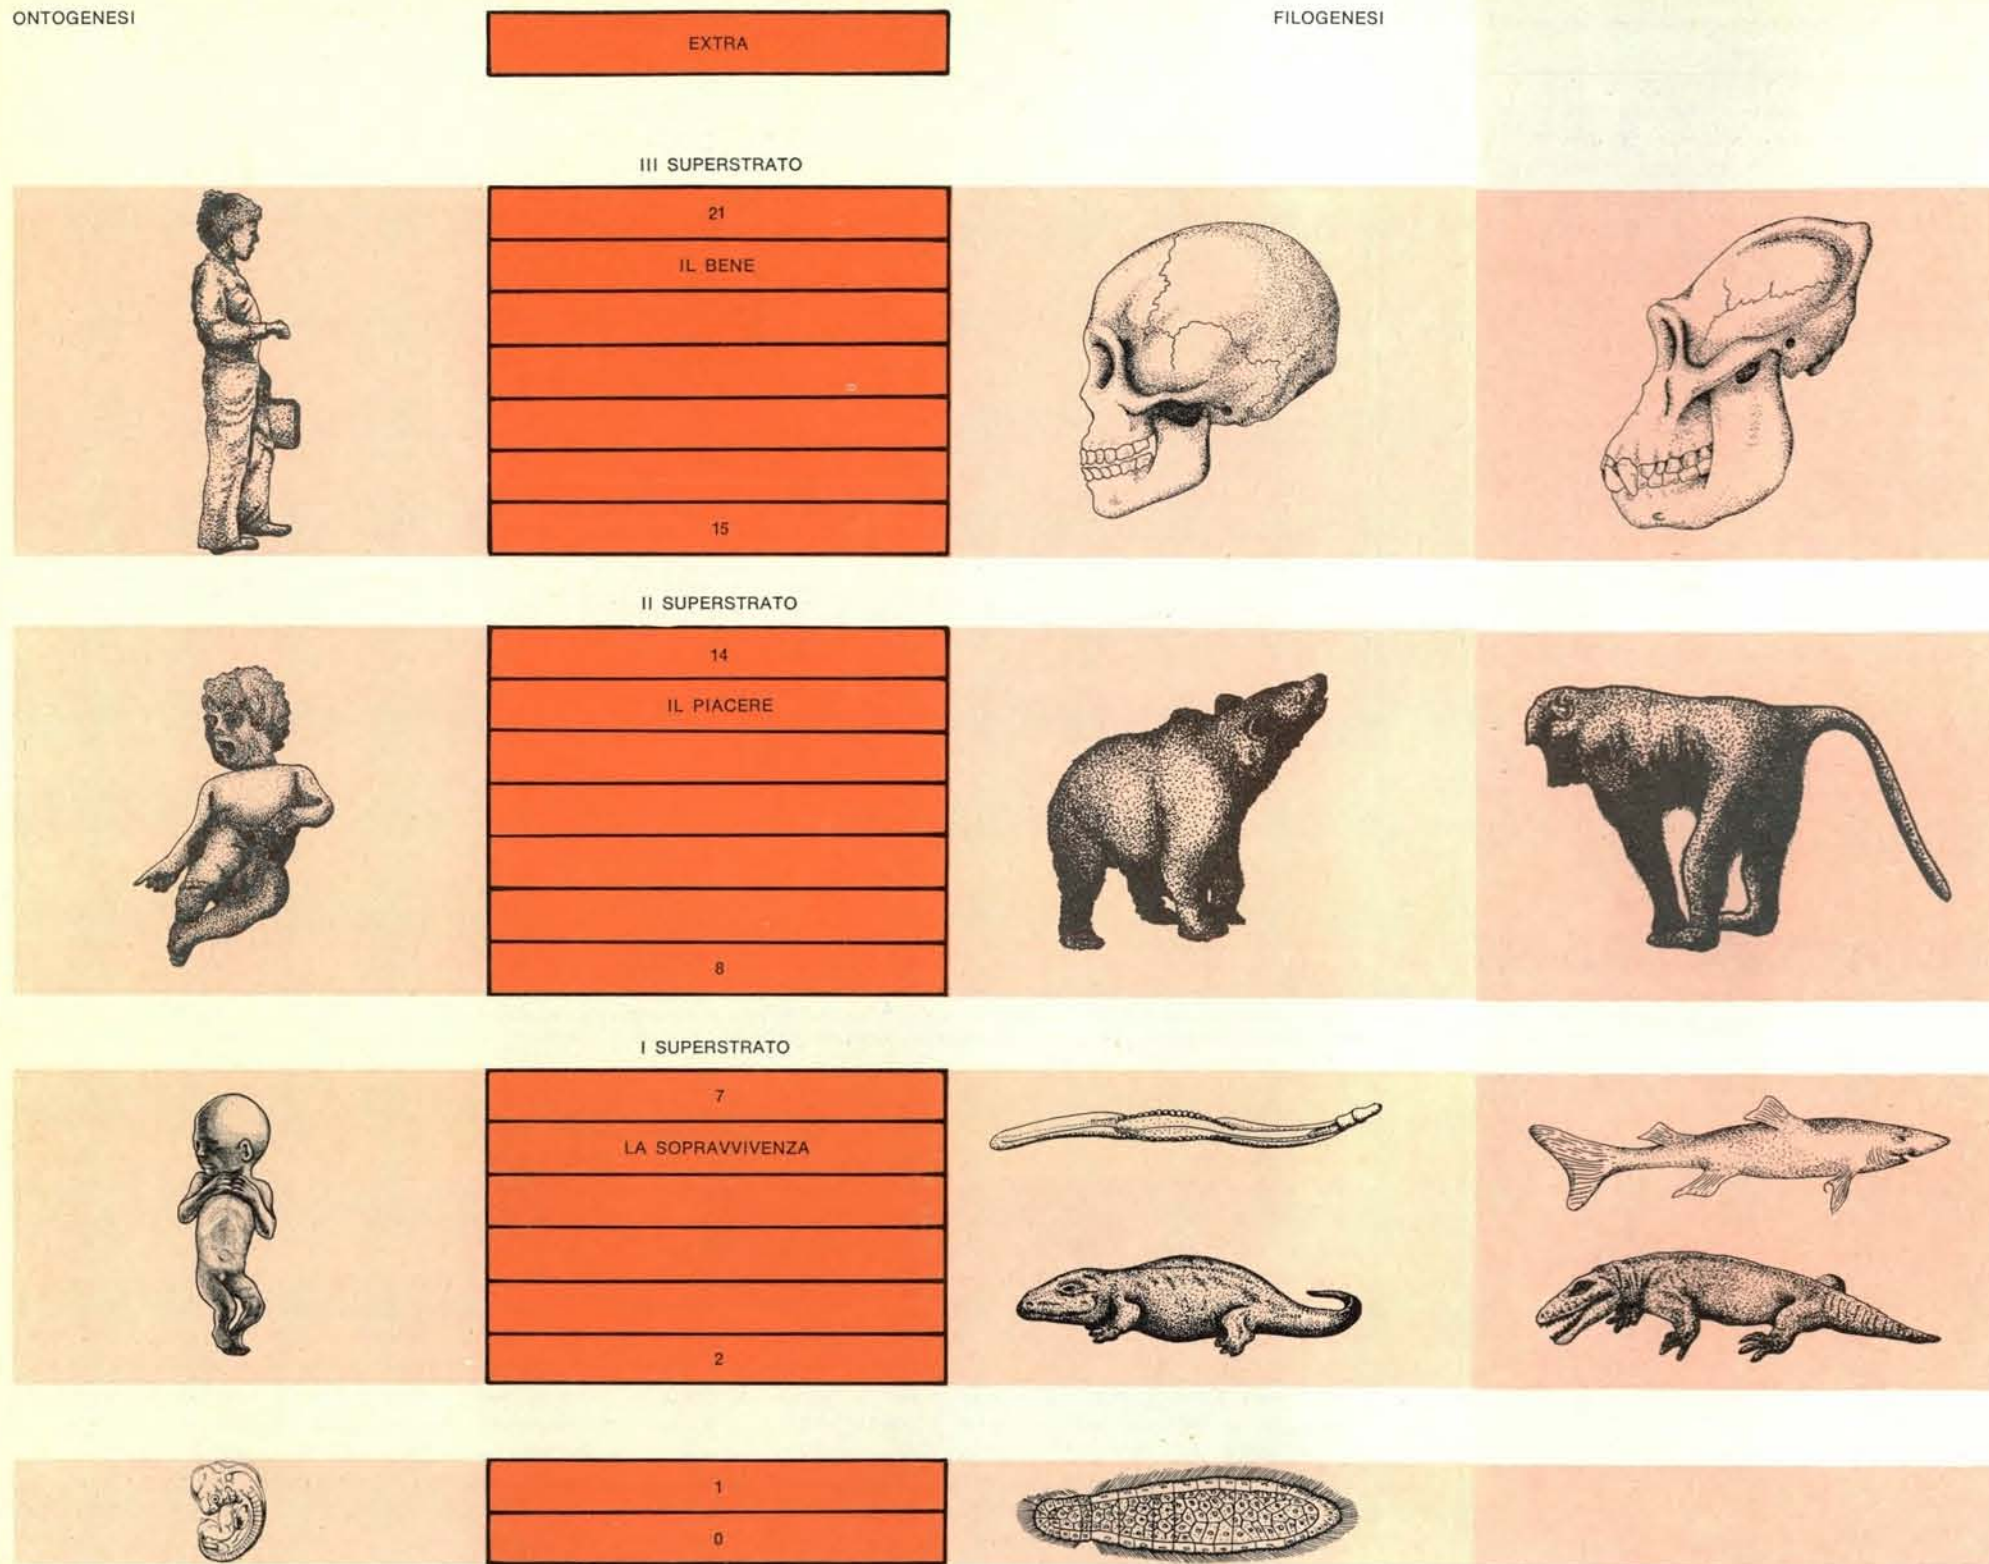 ONTOGENESI
EXTRA
FILOGENESI
III SUPERSTRATO
21
IL BENE
15
II SUPERSTRATO
14
IL PIACERE
8
I SUPERSTRATO
7
LA SOPRAVVIVENZA
2
1
0